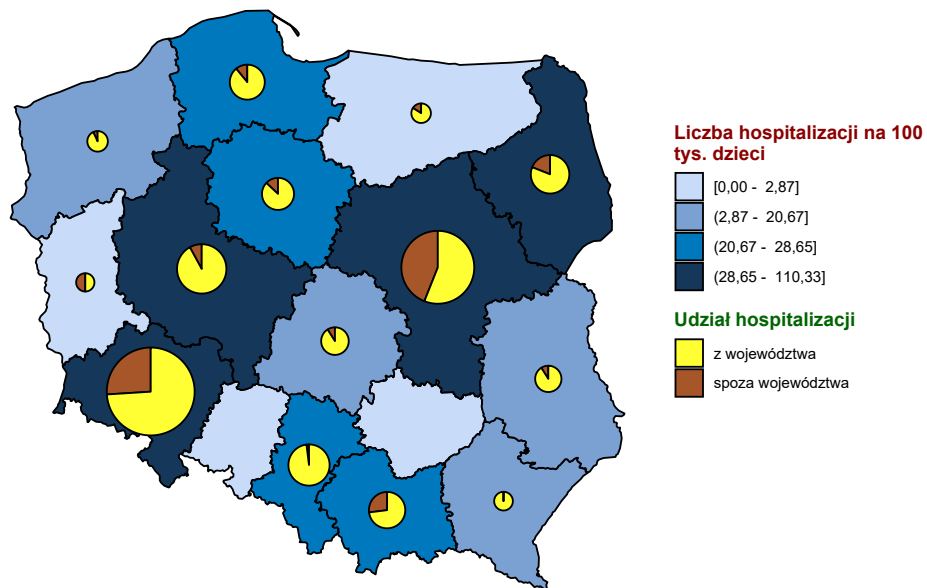 Liczba hospitalizacji na 100
tys. dzieci
[0,00 - 2,87]
(2,87 - 20,67]
(20,67 - 28,65]
(28,65 - 110,33]
Udział hospitalizacji
z województwa
spoza województwa